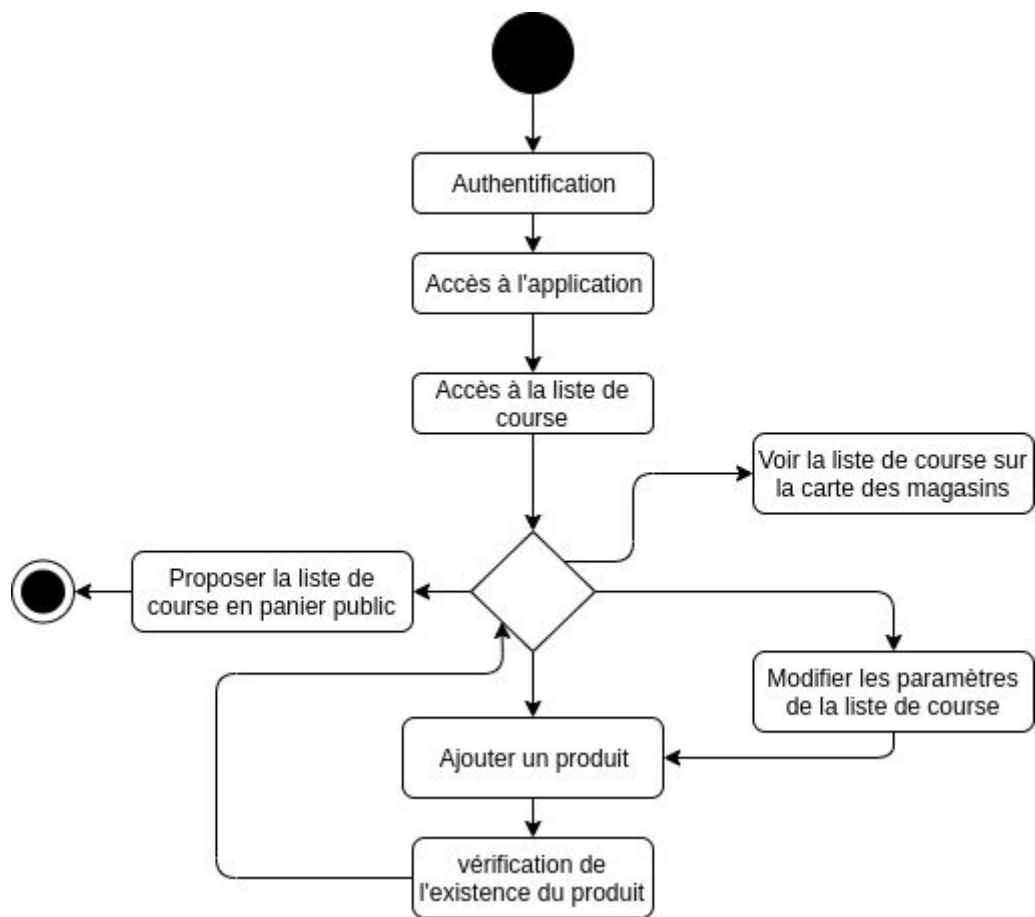 Authentification
Accès à l'application
Accès à la liste de
course
Voir la liste de course sur
la carte des magasins
Proposer la liste de
course en panier public
Modifier les paramètres
de la liste de course
Ajouter un produit
vérification de
l'existence du produit